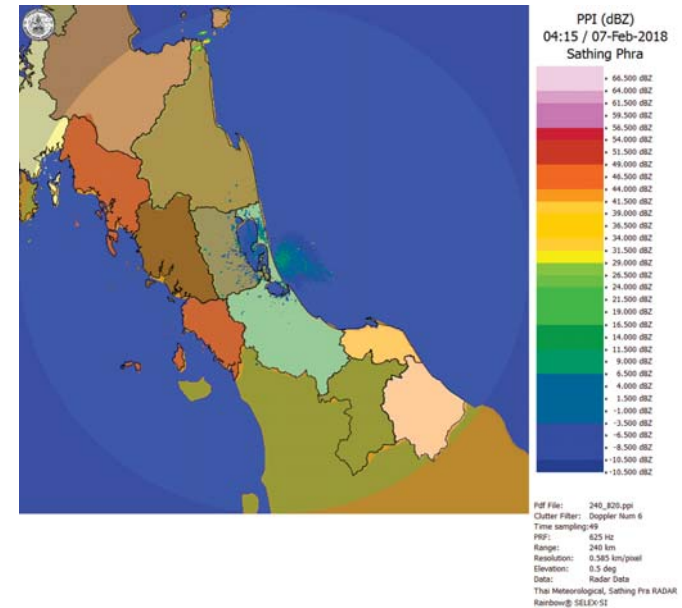 PPI (dBZ)
04:15 / 07-Feb-2018
Sathing Phra
66.500 dBZ
64.000 dBZ
61.500 dBZ
59.500 dBZ
56.500 dBZ
54.000 dBZ
51.500 dBZ
49.000 dBZ
46.500 dBZ
44.000 dBZ
41.500 dBZ
39.000 dBZ
36.500 dBZ
34.000 dBZ
31.500 dBZ
29.000 dBZ
26.500 dBZ
24.000 dBZ
21.500 dBZ
19.000 dBZ
16.500 dBZ
14.000 dBZ
11.500 dBZ
9.000 dBZ
6.500 dBZ
4.000 dBZ
1.500 dBZ
-1.000 dBZ
-3.500 dBZ
-6.500 dBZ
-8.500 dBZ
-10.500 dBZ
-10.500 dBZ
Pdf File: 240_820.ppi
Clutter Filter: Doppler Num 6
Time sampling:49
PRF: 625 Hz
Range: 240 km
Resolution: 0.585 km/pixel
Elevation: 0.5 deg
Data: Radar Data
Thai Meteorological, Sathing Pra RADAR
Rainbow® SELEX-SI